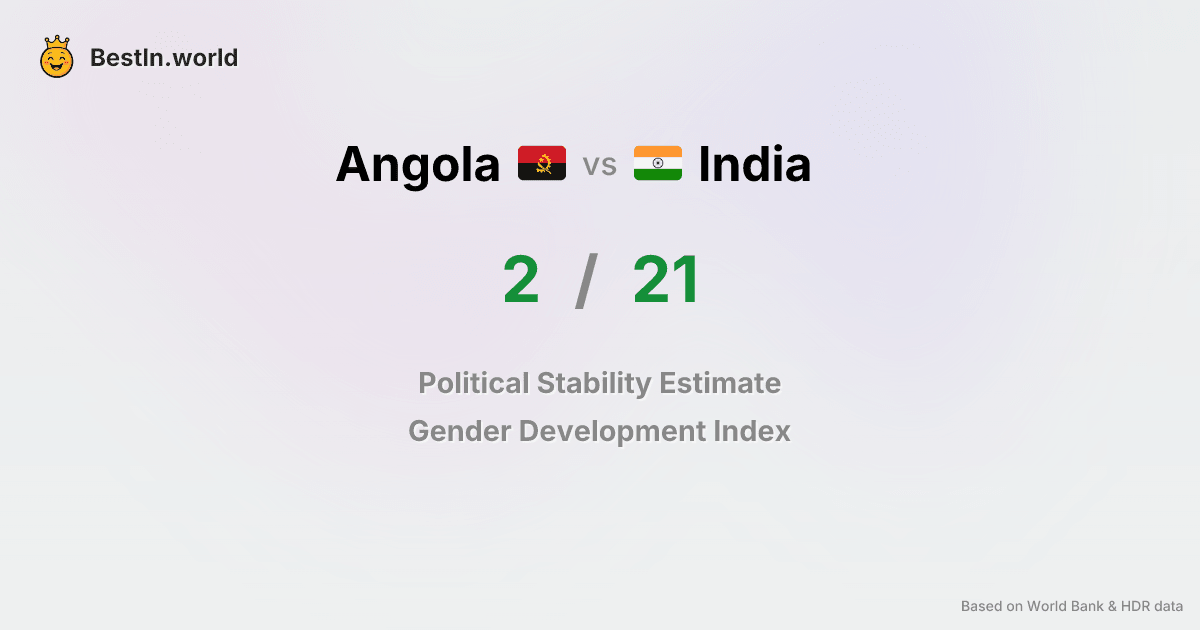 BestIn.world
Angola vs India
2 / 21
Political Stability Estimate
Gender Development Index
Based on World Bank & HDR data